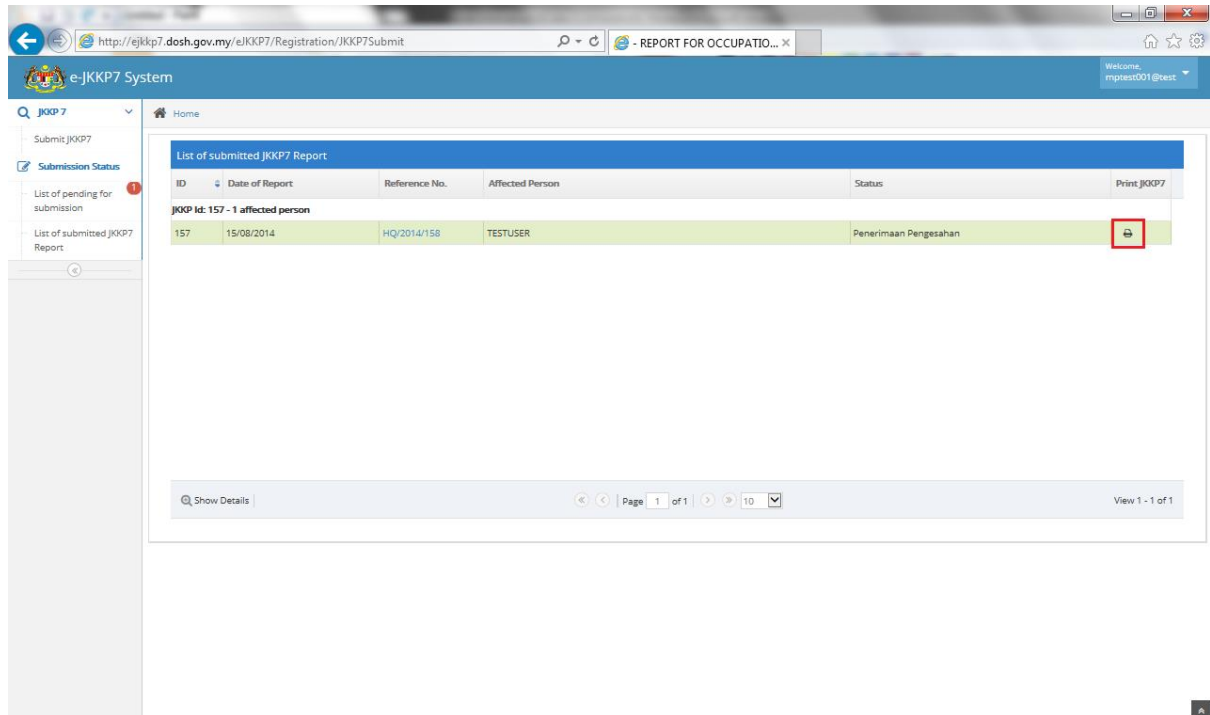 http://ejkkp7.dosh.gov.my/eJKKP7/Registration/JKKP7Submit
- REPORT FOR OCCUPATIO...
e-JKKP7 System
Welcome,
mptest001@test
JKKP 7
Home
Submit JKKP7
Submission Status
List of pending for
submission
1
List of submitted JKKP7
Report
List of submitted JKKP7 Report
ID Date of Report Reference No. Affected Person Status Print JKKP7
JKKP Id: 157 - 1 affected person
157 15/08/2014 HQ/2014/158 TESTUSER Penerimaan Pengesahan
Show Details Page 1 of 1 10 View 1 - 1 of 1